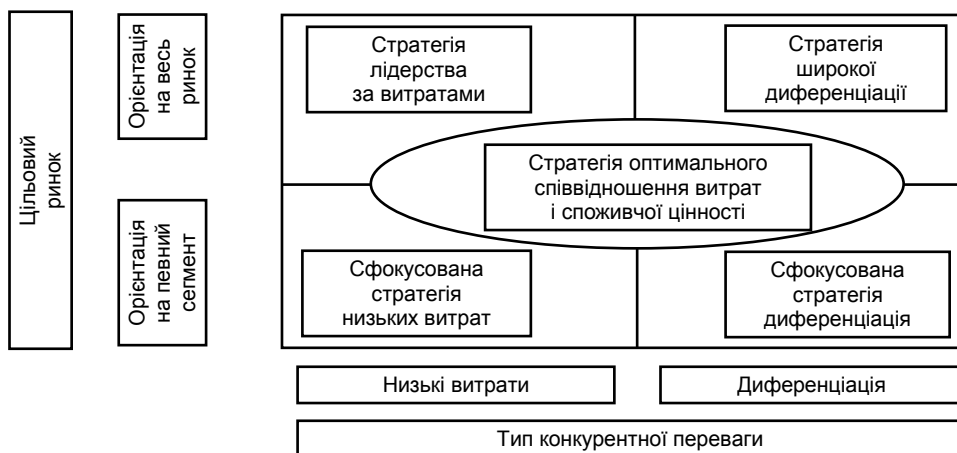 Цільовий
ринок
Орієнтація
на весь
ринок
Орієнтація
на певний
сегмент
Стратегія
лідерства
за витратами
Стратегія
широкої
диференціації
Стратегія оптимального
співвідношення витрат
і споживчої цінності
Сфокусована
стратегія
низьких витрат
Сфокусована
стратегія
диференціація
Низькі витрати
Диференціація
Тип конкурентної переваги